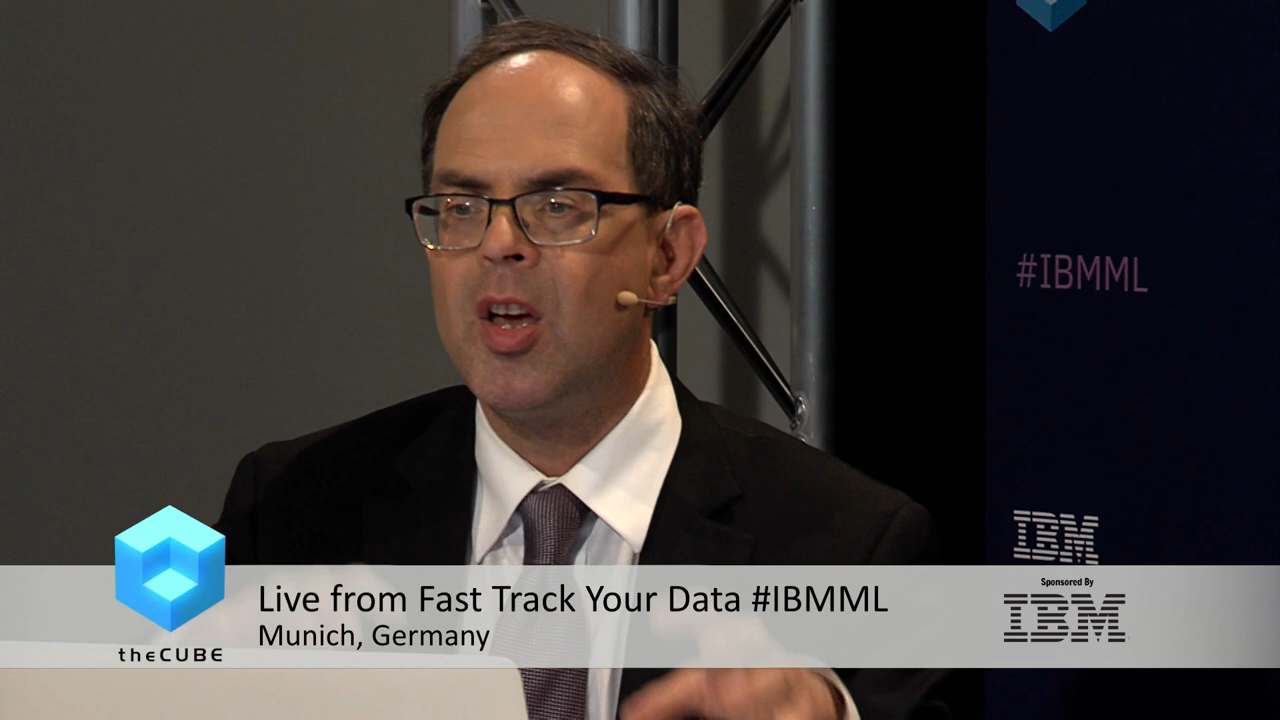 #IBMML
IBM
Live from Fast Track Your Data #IBMML
Munich, Germany
Sponsored By
IBM
theCUBE